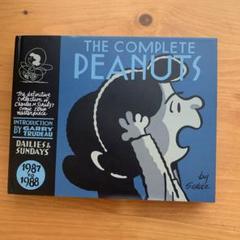 THE COMPLETE
PEANUTS
The definitive
collection of
Charles M. Schulz's
comic strip
masterpiece
INTRODUCTION
BY GARRY
TRUDEAU
DAILIES &
SUNDAYS
1987
to
1988
by
Schulz